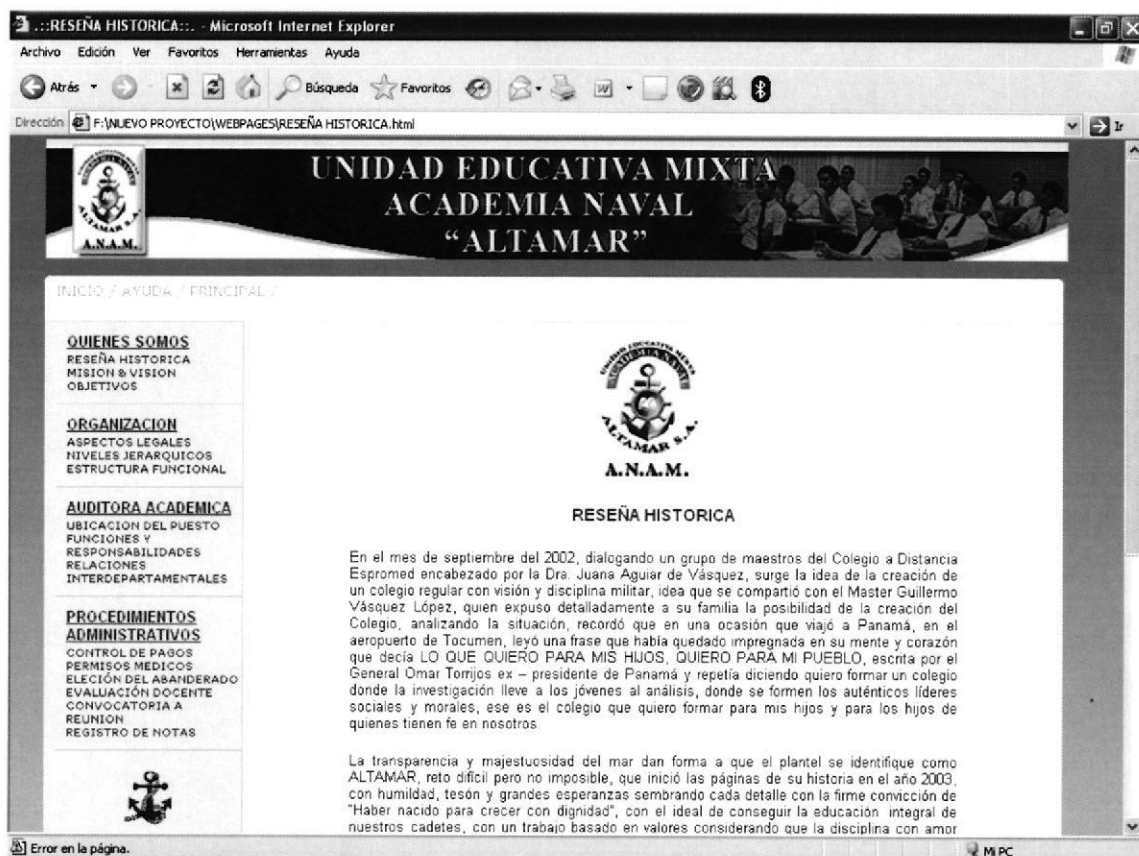 .::RESEÑA HISTORICA::. - Microsoft Internet Explorer
Archivo Edición Ver Favoritos Herramientas Ayuda
Atrás Búsqueda Favoritos
Dirección F:\NUEVO PROYECTO\WEBPAGES\RESEÑA HISTORICA.html Ir
ALTAMAR S.A.
A.N.A.M.
UNIDAD EDUCATIVA MIXTA
ACADEMIA NAVAL
“ALTAMAR”
INICIO / AYUDA / PRINCIPAL /
QUIENES SOMOS
RESEÑA HISTORICA
MISION & VISION
OBJETIVOS
ORGANIZACION
ASPECTOS LEGALES
NIVELES JERARQUICOS
ESTRUCTURA FUNCIONAL
AUDITORA ACADEMICA
UBICACION DEL PUESTO
FUNCIONES Y
RESPONSABILIDADES
RELACIONES
INTERDEPARTAMENTALES
PROCEDIMIENTOS
ADMINISTRATIVOS
CONTROL DE PAGOS
PERMISOS MEDICOS
ELECIÓN DEL ABANDERADO
EVALUACIÓN DOCENTE
CONVOCATORIA A
REUNION
REGISTRO DE NOTAS
UNIDAD EDUCATIVA MIXTA
ACADEMIA NAVAL
ALTAMAR S.A.
A.N.A.M.
RESEÑA HISTORICA
En el mes de septiembre del 2002, dialogando un grupo de maestros del Colegio a Distancia
Espromed encabezado por la Dra. Juana Aguiar de Vásquez, surge la idea de la creación de
un colegio regular con visión y disciplina militar, idea que se compartió con el Master Guillermo
Vásquez López, quien expuso detalladamente a su familia la posibilidad de la creación del
Colegio, analizando la situación, recordó que en una ocasión que viajó a Panamá, en el
aeropuerto de Tocumen, leyó una frase que había quedado impregnada en su mente y corazón
que decía LO QUE QUIERO PARA MIS HIJOS, QUIERO PARA MI PUEBLO, escrita por el
General Omar Torrijos ex – presidente de Panamá y repetía diciendo quiero formar un colegio
donde la investigación lleve a los jóvenes al análisis, donde se formen los auténticos líderes
sociales y morales, ese es el colegio que quiero formar para mis hijos y para los hijos de
quienes tienen fe en nosotros.
La transparencia y majestuosidad del mar dan forma a que el plantel se identifique como
ALTAMAR, reto difícil pero no imposible, que inició las páginas de su historia en el año 2003,
con humildad, tesón y grandes esperanzas sembrando cada detalle con la firme convicción de
"Haber nacido para crecer con dignidad", con el ideal de conseguir la educación integral de
nuestros cadetes, con un trabajo basado en valores considerando que la disciplina con amor
Error en la página. Mi PC